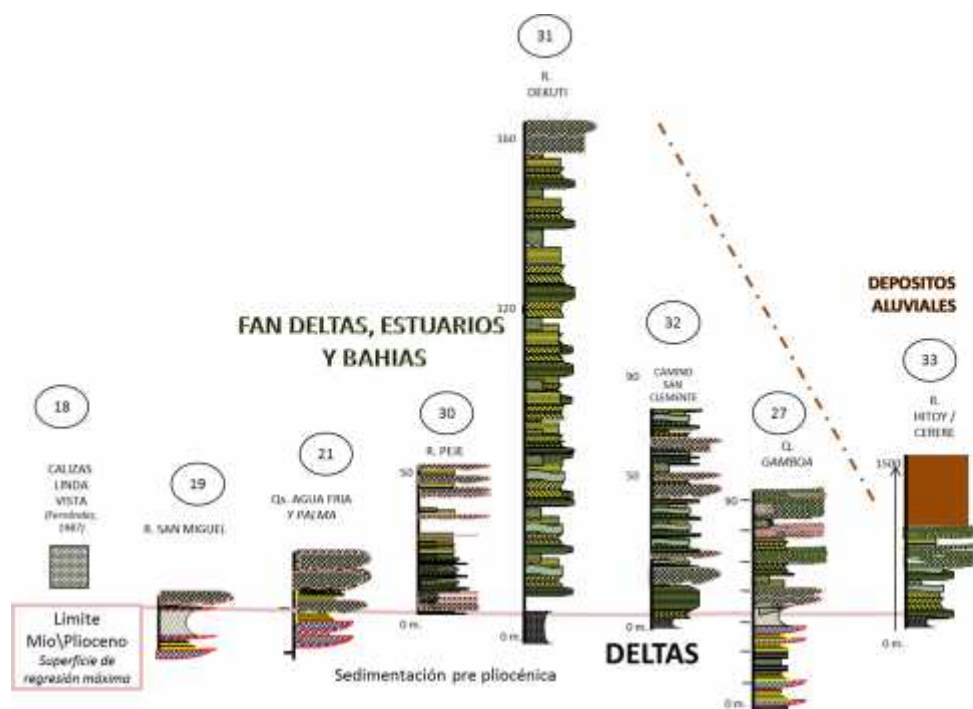 31
R.
DEKUTI
160
120
FAN DELTAS, ESTUARIOS
Y BAHIAS
DEPOSITOS
ALUVIALES
32
CAMINO
SAN
CLEMENTE
90
50
0 m.
33
R.
HITOY /
CERERE
1500
0 m.
18
CALIZAS
LINDA
VISTA
(Fernández,
1987)
19
R. SAN MIGUEL
21
Qs. AGUA FRIA
Y PALMA
30
R. PEJE
50
0 m.
0 m.
27
Q.
GAMBOA
90
0 m.
Limite
Mio\Plioceno
Superficie de
regresión máxima
Sedimentación pre pliocénica
DELTAS